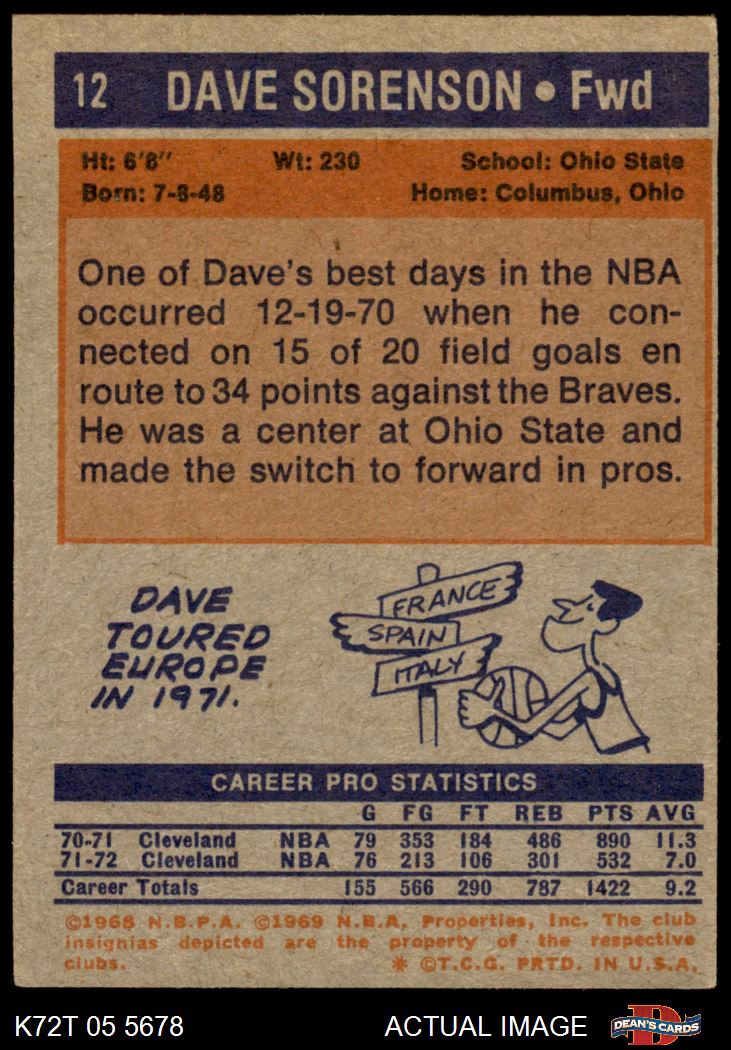 12 DAVE SORENSON • Fwd
Ht: 6'8" Wt: 230 School: Ohio State
Born: 7-8-48 Home: Columbus, Ohio
One of Dave's best days in the NBA
occurred 12-19-70 when he con-
nected on 15 of 20 field goals en
route to 34 points against the Braves.
He was a center at Ohio State and
made the switch to forward in pros.
DAVE
TOURED
EUROPE
IN 1971.
FRANCE
SPAIN
ITALY
CAREER PRO STATISTICS
G FG FT REB PTS AVG
70-71 Cleveland NBA 79 353 184 486 890 11.3
71-72 Cleveland NBA 76 213 106 301 532 7.0
Career Totals 155 566 290 787 1422 9.2
©1968 N.B.P.A. ©1969 N.B.A. Properties, Inc. The club
insignias depicted are the property of the respective
clubs. * ©T.C.G. PRTD. IN U.S.A.
K72T 05 5678 ACTUAL IMAGE D DEAN'S CARDS